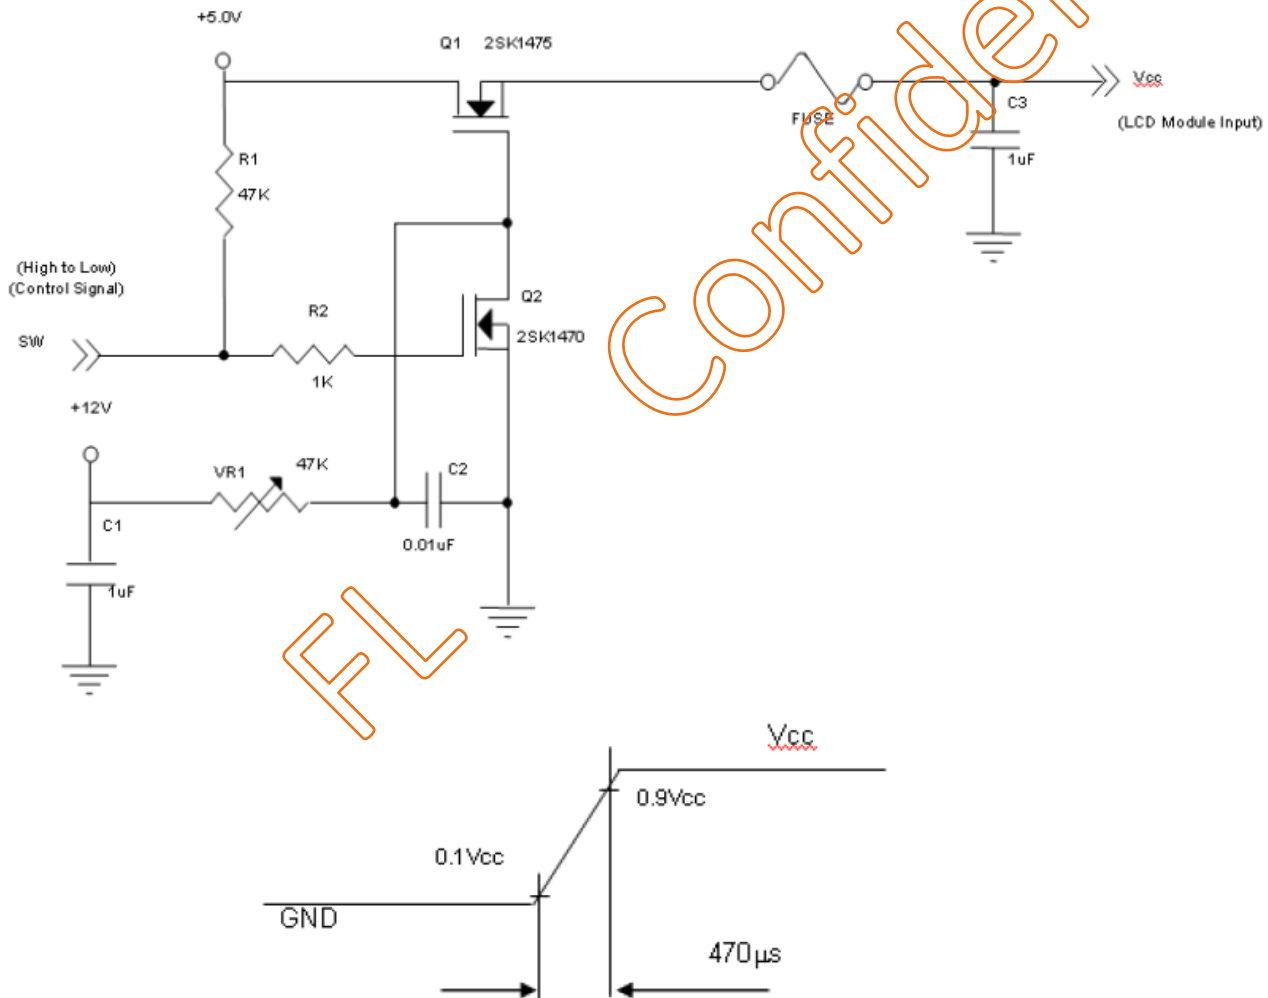 +5.0V
Q1 2SK1475
Vcc
(LCD Module Input)
FUSE
C3
1uF
R1
47K
(High to Low)
(Control Signal)
SW
R2
1K
Q2
2SK1470
+12V
VR1
47K
C2
0.01uF
C1
1uF
FL Confide
Vcc
0.9Vcc
0.1Vcc
GND
470μs